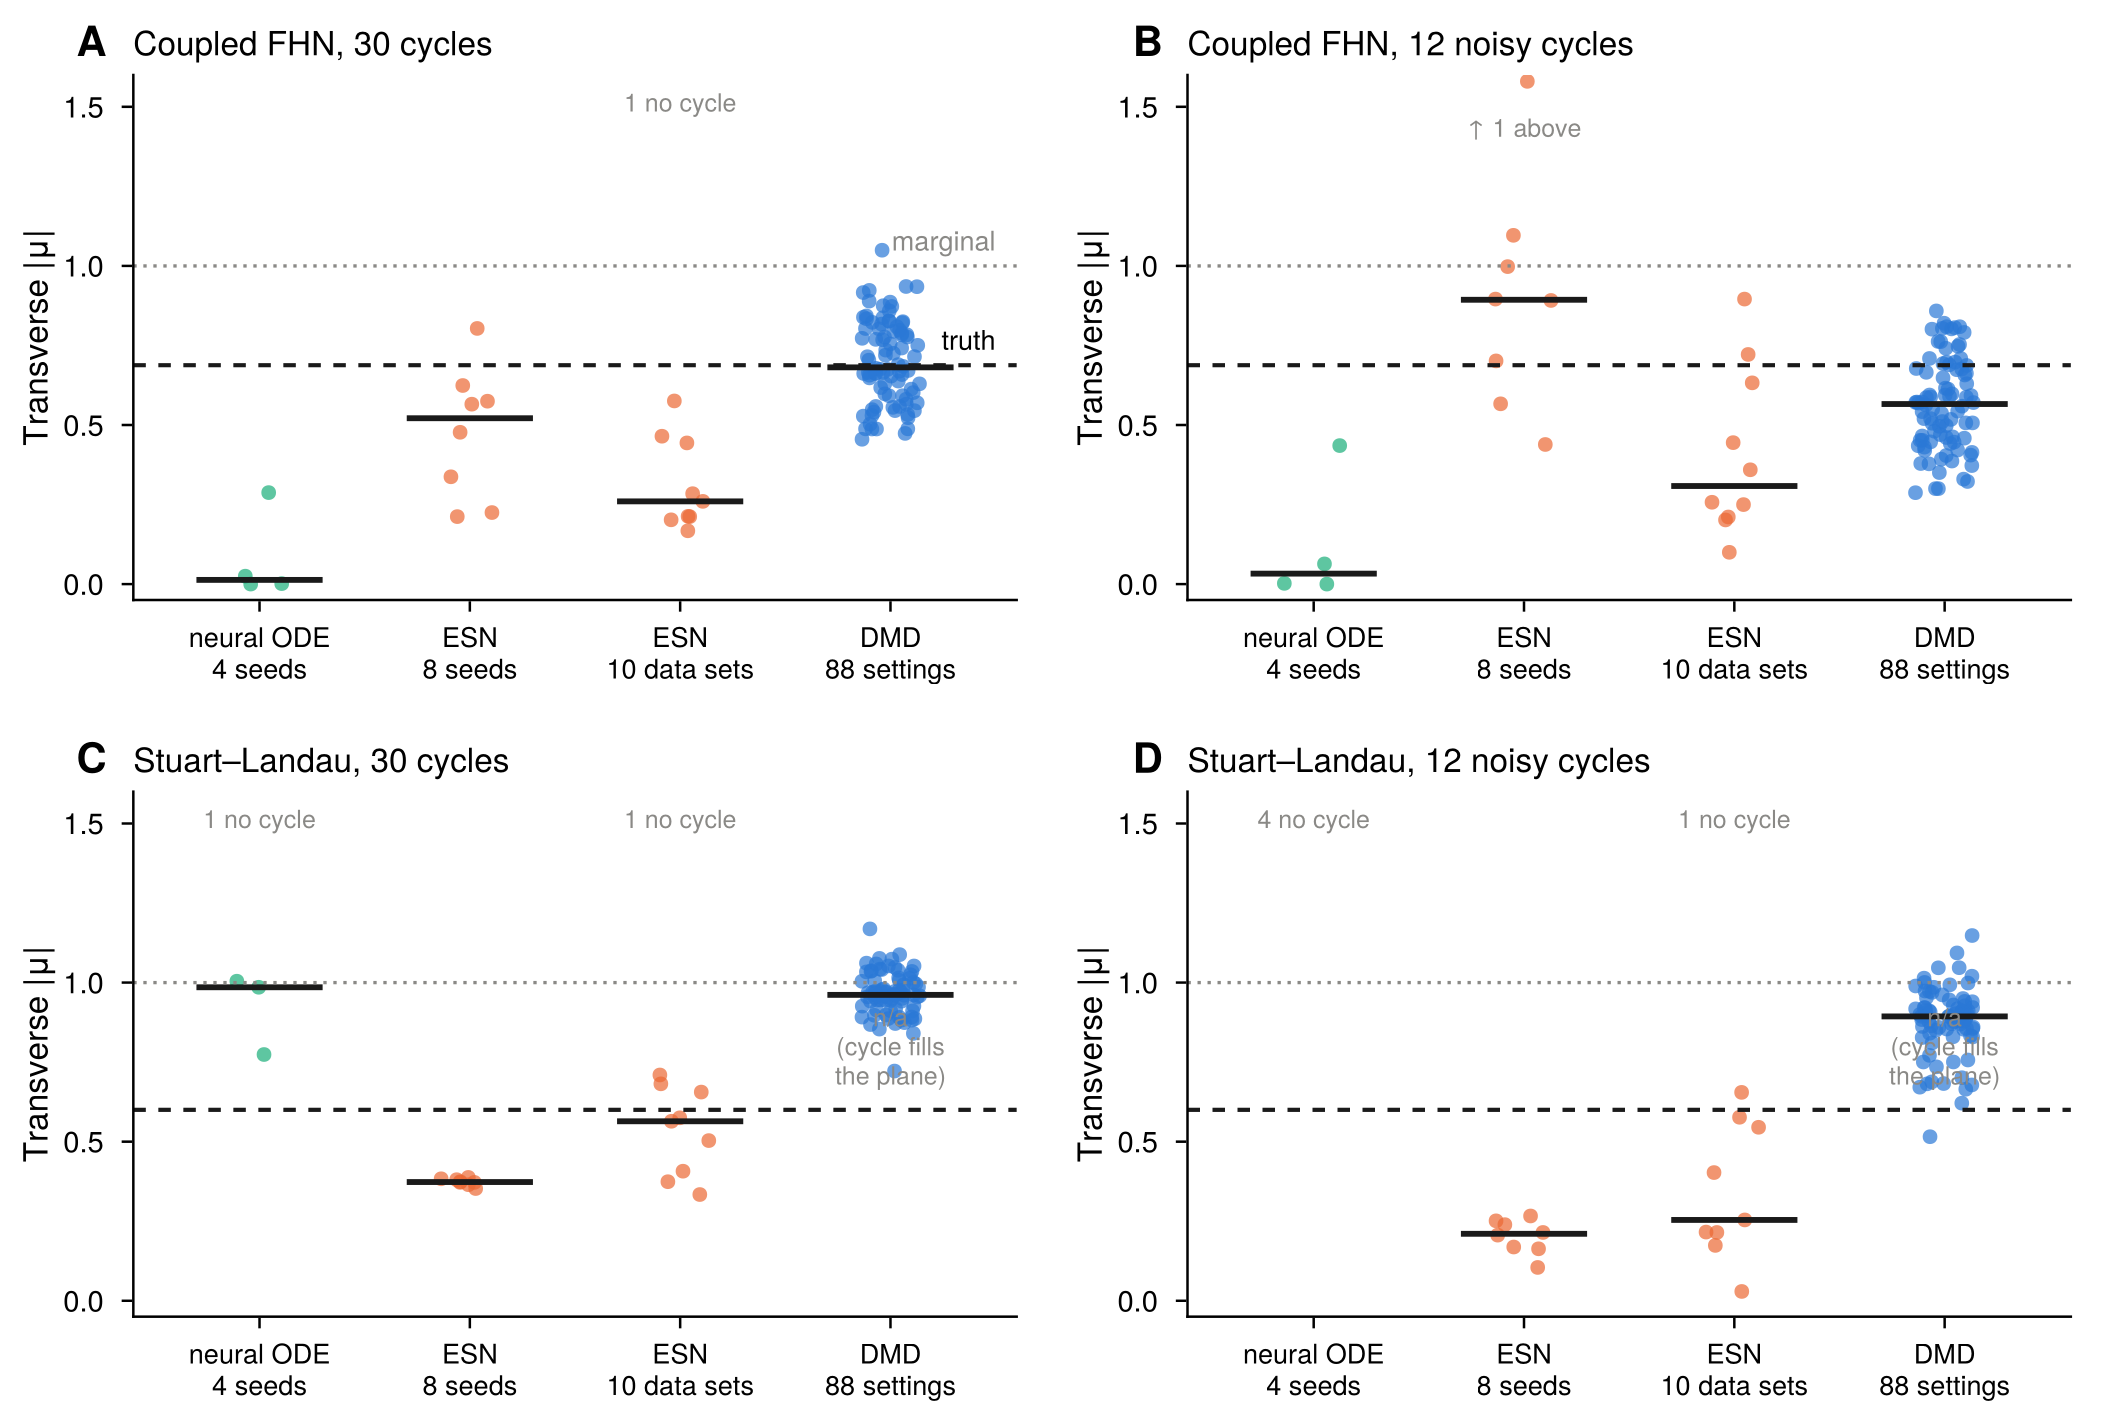 A Coupled FHN, 30 cycles
1.5
1.0
0.5
0.0
Transverse |μ|
1 no cycle
marginal
truth
neural ODE
4 seeds
ESN
8 seeds
ESN
10 data sets
DMD
88 settings
B Coupled FHN, 12 noisy cycles
1.5
1.0
0.5
0.0
Transverse |μ|
↑ 1 above
neural ODE
4 seeds
ESN
8 seeds
ESN
10 data sets
DMD
88 settings
C Stuart–Landau, 30 cycles
1.5
1.0
0.5
0.0
Transverse |μ|
1 no cycle
1 no cycle
n/a
(cycle fills
the plane)
neural ODE
4 seeds
ESN
8 seeds
ESN
10 data sets
DMD
88 settings
D Stuart–Landau, 12 noisy cycles
1.5
1.0
0.5
0.0
Transverse |μ|
4 no cycle
1 no cycle
n/a
(cycle fills
the plane)
neural ODE
4 seeds
ESN
8 seeds
ESN
10 data sets
DMD
88 settings